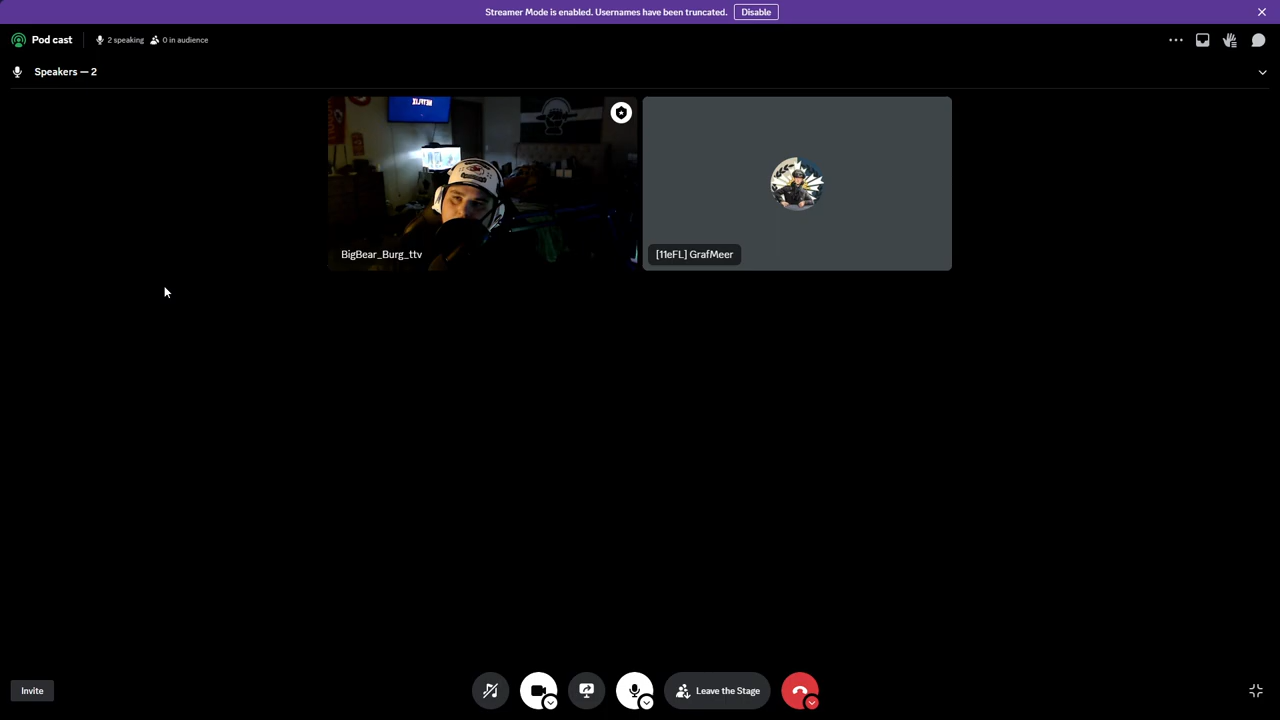 Streamer Mode is enabled. Usernames have been truncated. Disable
Pod cast
2 speaking 0 in audience
Speakers — 2
BigBear_Burg_ttv
[11eFL] GrafMeer
Invite
Leave the Stage